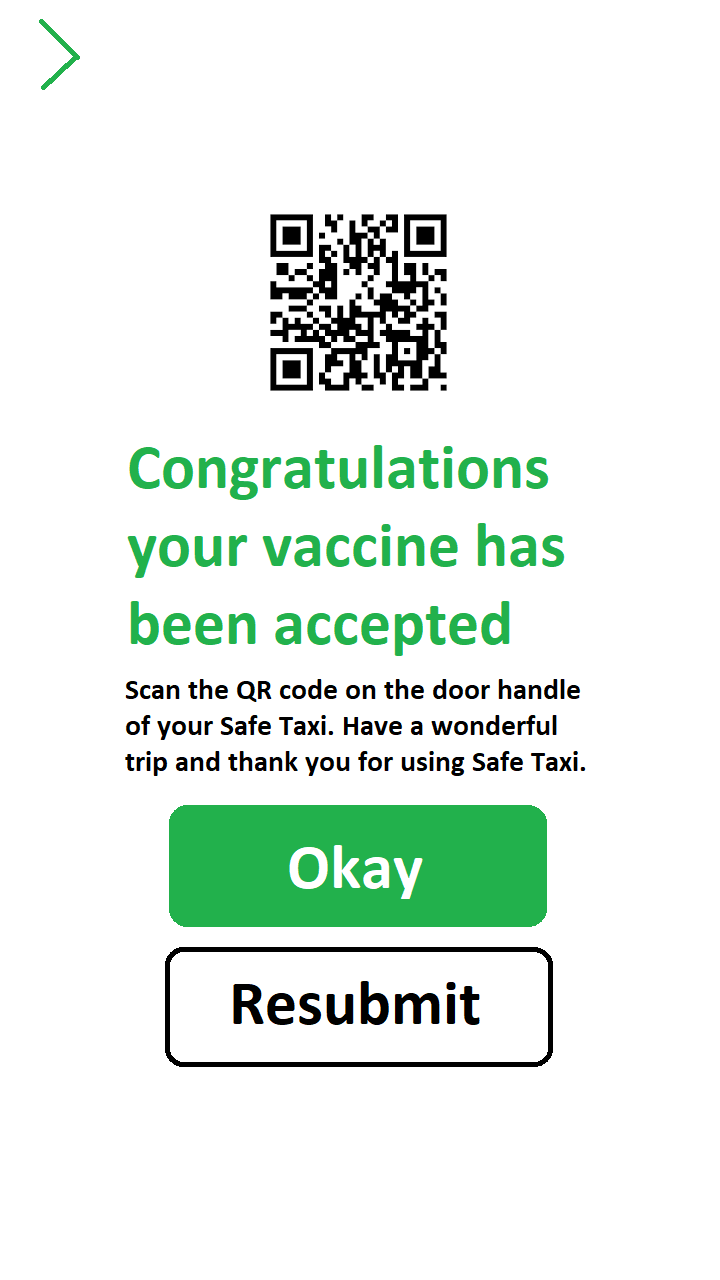 Congratulations
your vaccine has
been accepted
Scan the QR code on the door handle
of your Safe Taxi. Have a wonderful
trip and thank you for using Safe Taxi.
Okay
Resubmit